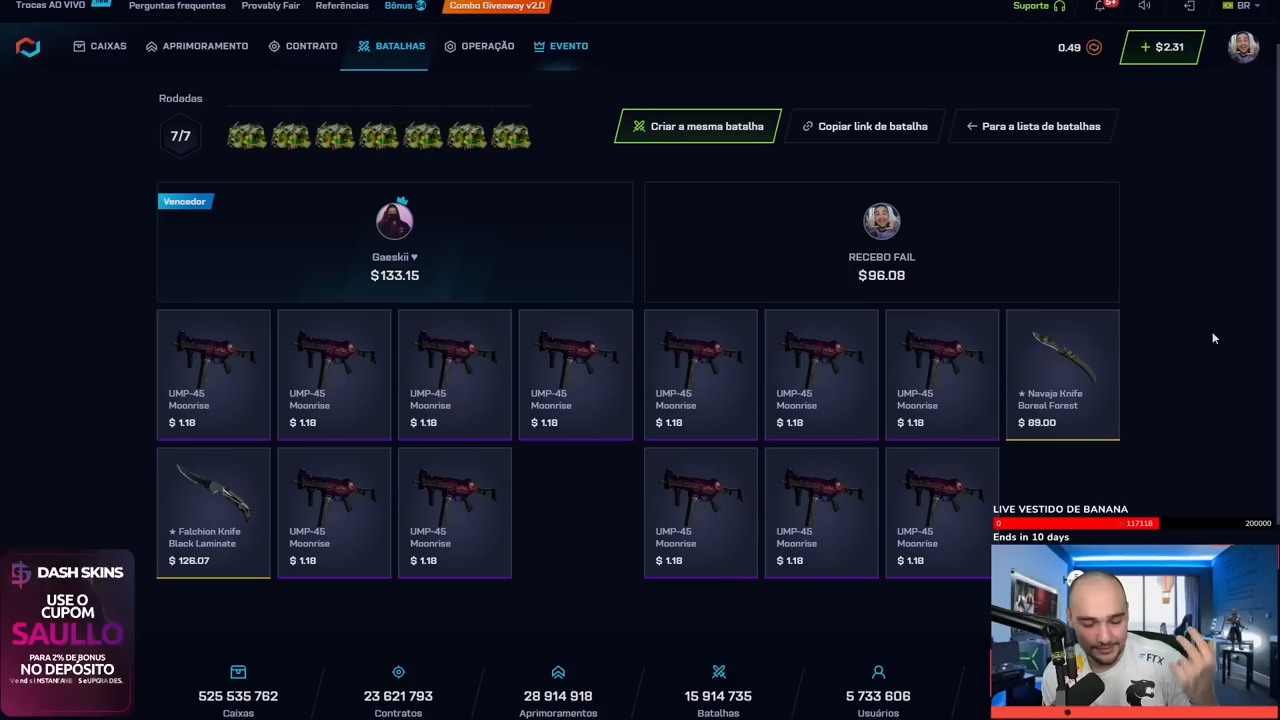 Trocas AO VIVO
Perguntas frequentes
Provably Fair
Referências
Bônus
Combo Giveaway v2.0
Suporte
5+
BR
CAIXAS
APRIMORAMENTO
CONTRATO
BATALHAS
OPERAÇÃO
EVENTO
0.49
+ $2.31
Rodadas
7/7
Criar a mesma batalha
Copiar link de batalha
Para a lista de batalhas
Vencedor
Gaeskii ♥
$133.15
RECEBO FAIL
$96.08
UMP-45
Moonrise
$ 1.18
UMP-45
Moonrise
$ 1.18
UMP-45
Moonrise
$ 1.18
UMP-45
Moonrise
$ 1.18
UMP-45
Moonrise
$ 1.18
UMP-45
Moonrise
$ 1.18
UMP-45
Moonrise
$ 1.18
★ Navaja Knife
Boreal Forest
$ 89.00
★ Falchion Knife
Black Laminate
$ 126.07
UMP-45
Moonrise
$ 1.18
UMP-45
Moonrise
$ 1.18
UMP-45
Moonrise
$ 1.18
UMP-45
Moonrise
$ 1.18
UMP-45
Moonrise
$ 1.18
LIVE VESTIDO DE BANANA
0
117118
200000
Ends in 10 days
DASH SKINS
USE O
CUPOM
SAULLO
PARA 2% DE BONUS
NO DEPÓSITO
FTX
525 535 762
Caixas
23 621 793
Contratos
28 914 918
Aprimoramentos
15 914 735
Batalhas
5 733 606
Usuários